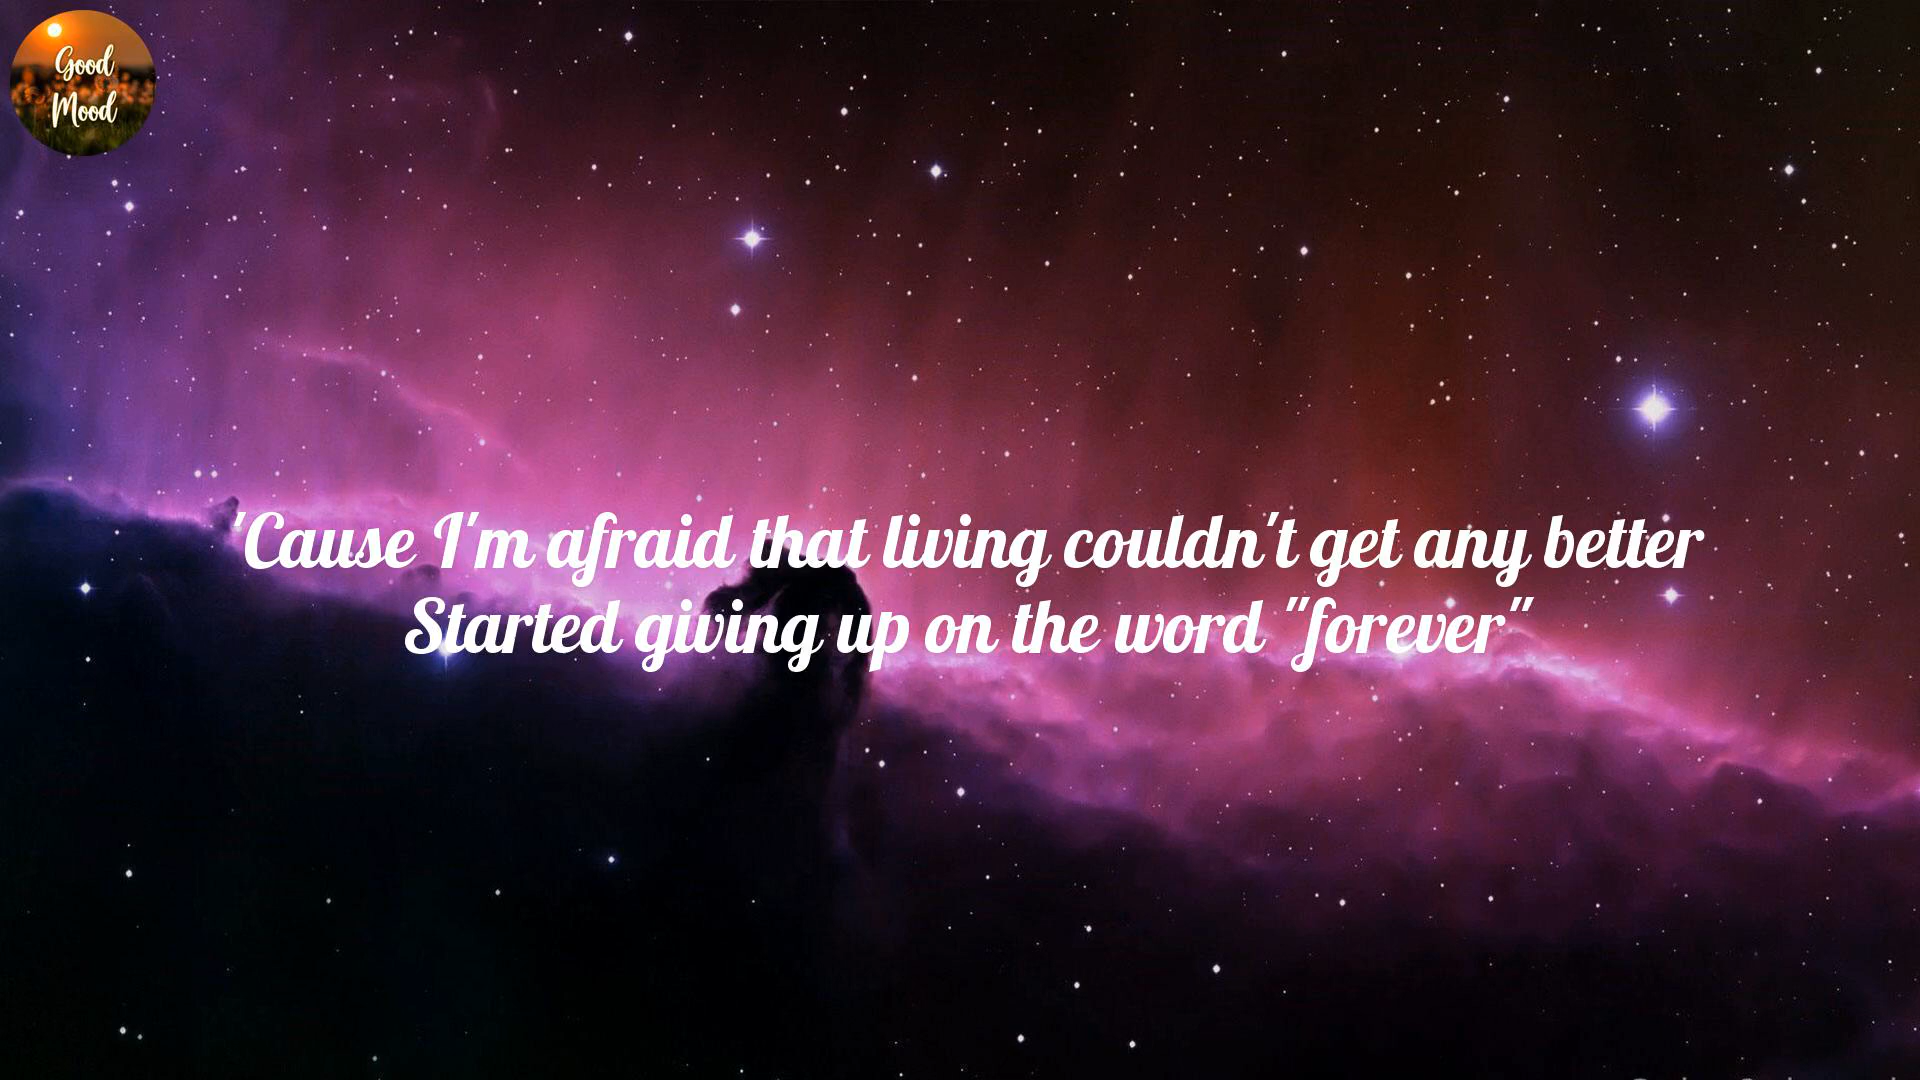 Good
Mood
'Cause I'm afraid that living couldn't get any better
Started giving up on the word "forever"